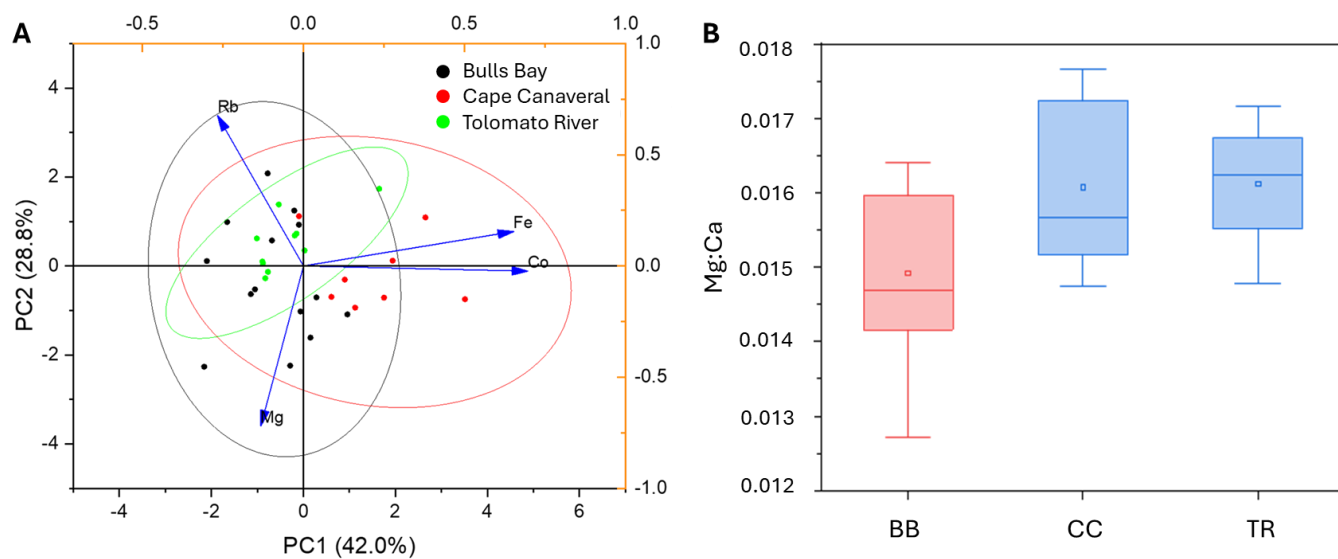 A
-0.5
0.0
0.5
1.0
Bulls Bay
Cape Canaveral
Tolomato River
Rb
Fe
Co
Mg
PC2 (28.8%)
4
2
0
-2
-4
1.0
0.5
0.0
-0.5
-1.0
-4
-2
0
2
4
6
PC1 (42.0%)
B
Mg:Ca
0.018
0.017
0.016
0.015
0.014
0.013
0.012
BB
CC
TR